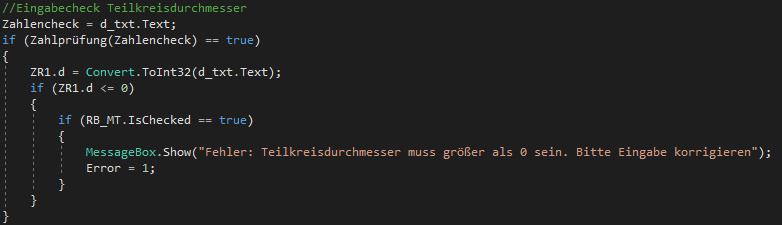 //Eingabecheck Teilkreisdurchmesser
Zahlencheck = d_txt.Text;
if (Zahlprüfung(Zahlencheck) == true)
{
ZR1.d = Convert.ToInt32(d_txt.Text);
if (ZR1.d <= 0)
{
if (RB_MT.IsChecked == true)
{
MessageBox.Show("Fehler: Teilkreisdurchmesser muss größer als 0 sein. Bitte Eingabe korrigieren");
Error = 1;
}
}
}